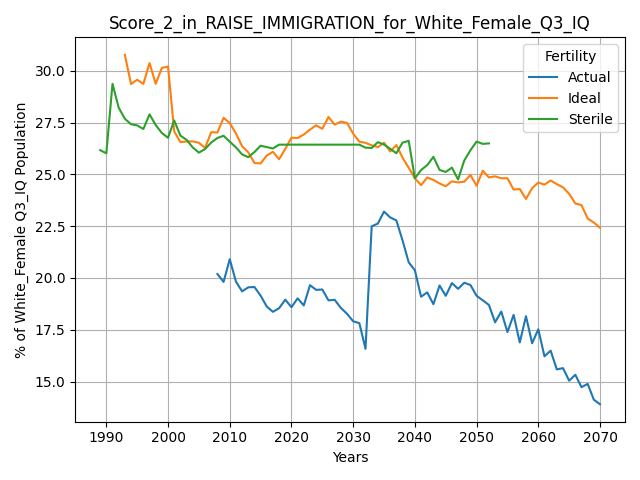 Score_2_in_RAISE_IMMIGRATION_for_White_Female_Q3_IQ
% of White_Female Q3_IQ Population
30.0
27.5
25.0
22.5
20.0
17.5
15.0
Fertility
Actual
Ideal
Sterile
1990 2000 2010 2020 2030 2040 2050 2060 2070
Years